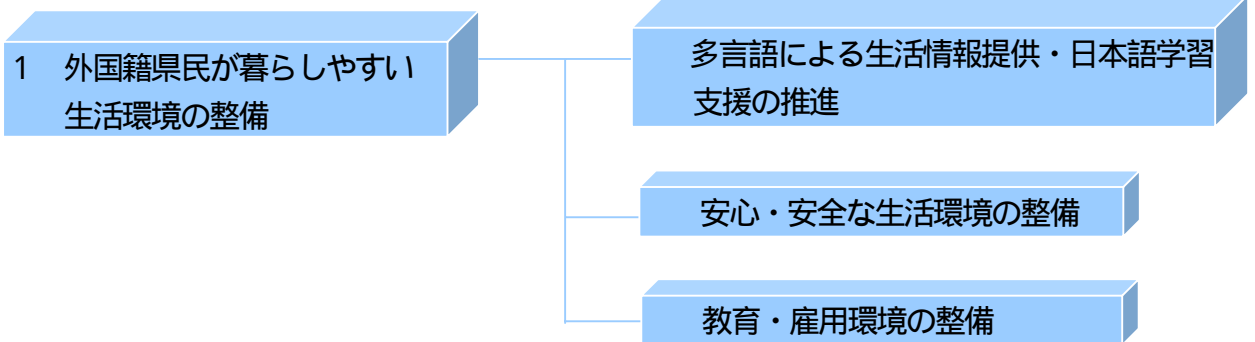 1　外国籍県民が暮らしやすい
生活環境の整備
多言語による生活情報提供・日本語学習
支援の推進
安心・安全な生活環境の整備
教育・雇用環境の整備